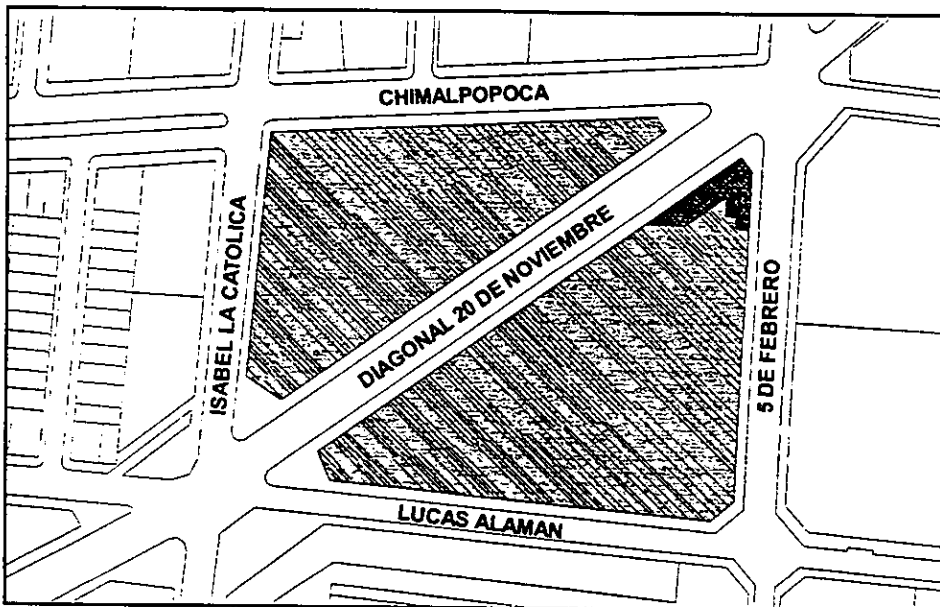 CHIMALPOPOCA
ISABEL LA CATOLICA
DIAGONAL 20 DE NOVIEMBRE
5 DE FEBRERO
LUCAS ALAMAN